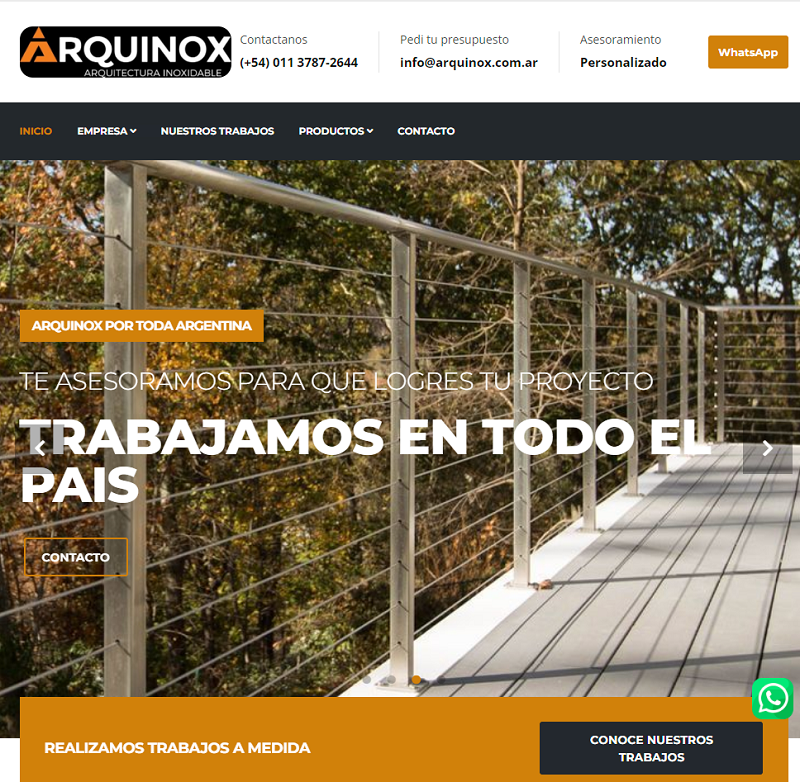 ARQUINOX
ARQUITECTURA INOXIDABLE
Contactanos
(+54) 011 3787-2644
Pedi tu presupuesto
info@arquinox.com.ar
Asesoramiento
Personalizado
WhatsApp
INICIO EMPRESA NUESTROS TRABAJOS PRODUCTOS CONTACTO
ARQUINOX POR TODA ARGENTINA
TE ASESORAMOS PARA QUE LOGRES TU PROYECTO
TRABAJAMOS EN TODO EL
PAIS
CONTACTO
REALIZAMOS TRABAJOS A MEDIDA
CONOCE NUESTROS
TRABAJOS